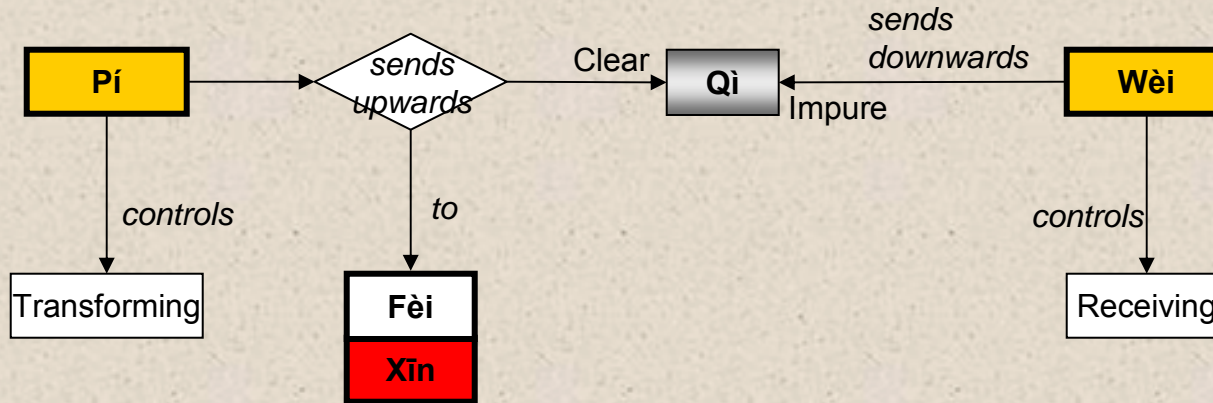 Pí
sends
upwards
Clear
Qì
Impure
sends
downwards
Wèi
controls
to
controls
Transforming
Fèi
Xīn
Receiving